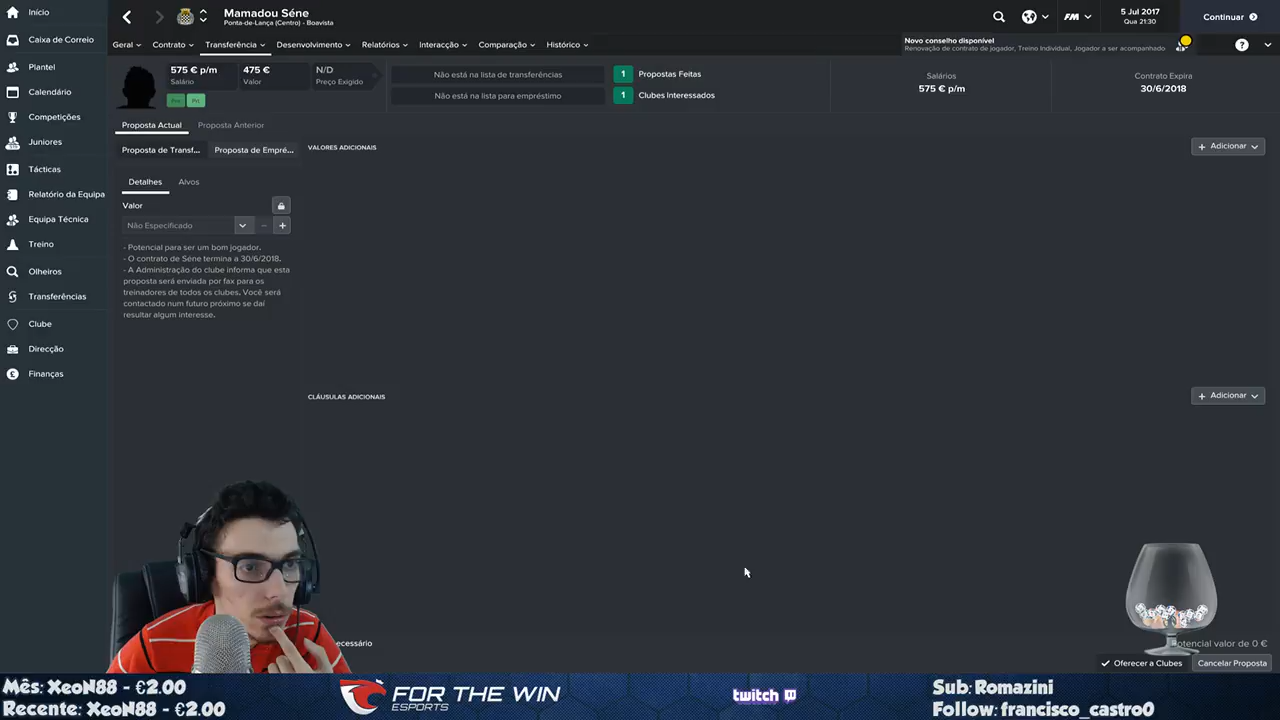 Início
Caixa de Correio
Plantel
Calendário
Competições
Juniores
Tácticas
Relatório da Equipa
Equipa Técnica
Treino
Olheiros
Transferências
Clube
Direcção
Finanças
Mamadou Séne
Ponta-de-Lança (Centro) - Boavista
FM
5 Jul 2017
Qua 21:30
Continuar
Geral
Contrato
Transferência
Desenvolvimento
Relatórios
Interacção
Comparação
Histórico
Novo conselho disponível
Renovação de contrato de jogador, Treino Individual, Jogador a ser acompanhado
?
575 € p/m
Salário
475 €
Valor
N/D
Preço Exigido
Prt
Não está na lista de transferências
Não está na lista para empréstimo
1 Propostas Feitas
1 Clubes Interessados
Salários
575 € p/m
Contrato Expira
30/6/2018
Proposta Actual
Proposta Anterior
Proposta de Transf...
Proposta de Empré...
Detalhes
Alvos
Valor
Não Especificado
- Potencial para ser um bom jogador.
- O contrato de Séne termina a 30/6/2018.
- A Administração do clube informa que esta
proposta será enviada por fax para os
treinadores de todos os clubes. Você será
contactado num futuro próximo se daí
resultar algum interesse.
VALORES ADICIONAIS
+ Adicionar
CLÁUSULAS ADICIONAIS
+ Adicionar
ecessário
otencial valor de 0 €
Oferecer a Clubes
Cancelar Proposta
Mês: XeoN88 - €2.00
Recente: XeoN88 - €2.00
FOR THE WIN
ESPORTS
twitch
Sub: Romazini
Follow: francisco_castro0